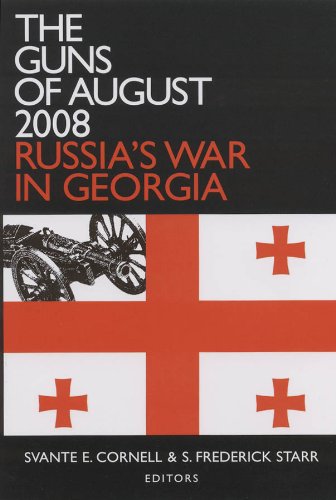 THE
GUNS
OF AUGUST
2008
RUSSIA'S WAR
IN GEORGIA
SVANTE E. CORNELL & S. FREDERICK STARR
EDITORS